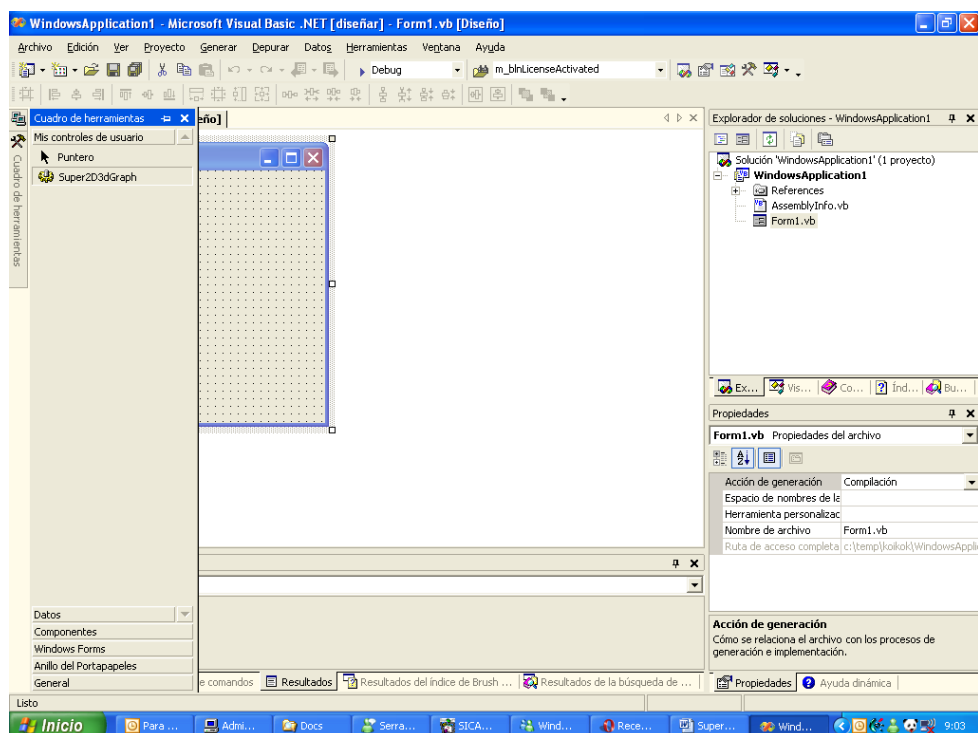 WindowsApplication1 - Microsoft Visual Basic .NET [diseñar] - Form1.vb [Diseño]
Archivo Edición Ver Proyecto Generar Depurar Datos Herramientas Ventana Ayuda
Debug m_blnLicenseActivated
Cuadro de herramientas
Cuadro de herramientas
Mis controles de usuario
Puntero
Super2D3dGraph
Datos
Componentes
Windows Forms
Anillo del Portapapeles
General
eño]
Explorador de soluciones - WindowsApplication1
Solución 'WindowsApplication1' (1 proyecto)
WindowsApplication1
References
AssemblyInfo.vb
Form1.vb
Ex... Vis... Co... Índ... Bu...
Propiedades
Form1.vb Propiedades del archivo
Acción de generación Compilación
Espacio de nombres de la
Herramienta personalizac
Nombre de archivo Form1.vb
Ruta de acceso completa c:\temp\koikok\WindowsAppli
Acción de generación
Cómo se relaciona el archivo con los procesos de
generación e implementación.
e comandos Resultados Resultados del índice de Brush ... Resultados de la búsqueda de ...
Propiedades Ayuda dinámica
Listo
Inicio Para ... Admi... Docs Serra... SICA... Wind... Rece... Super... Wind... 9:03